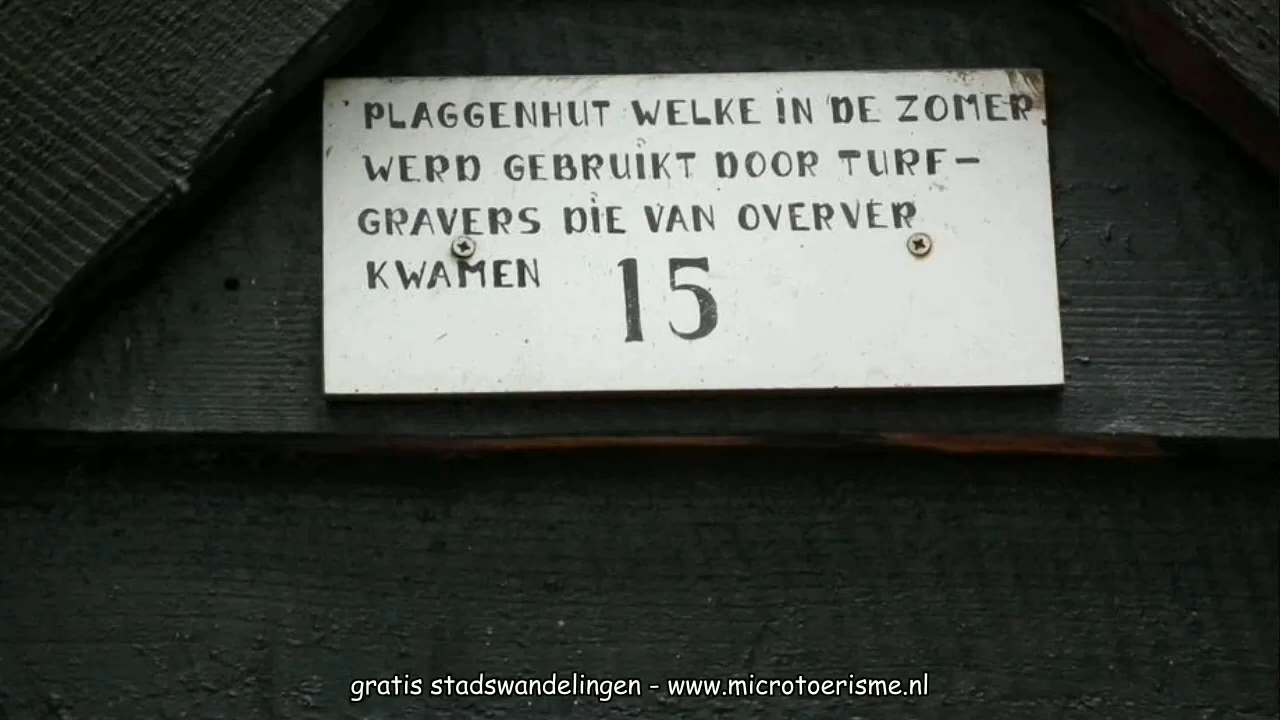 PLAGGENHUT WELKE IN DE ZOMER
WERD GEBRUIKT DOOR TURF-
GRAVERS DIE VAN OVERVER
KWAMEN
15
gratis stadswandelingen - www.microtoerisme.nl